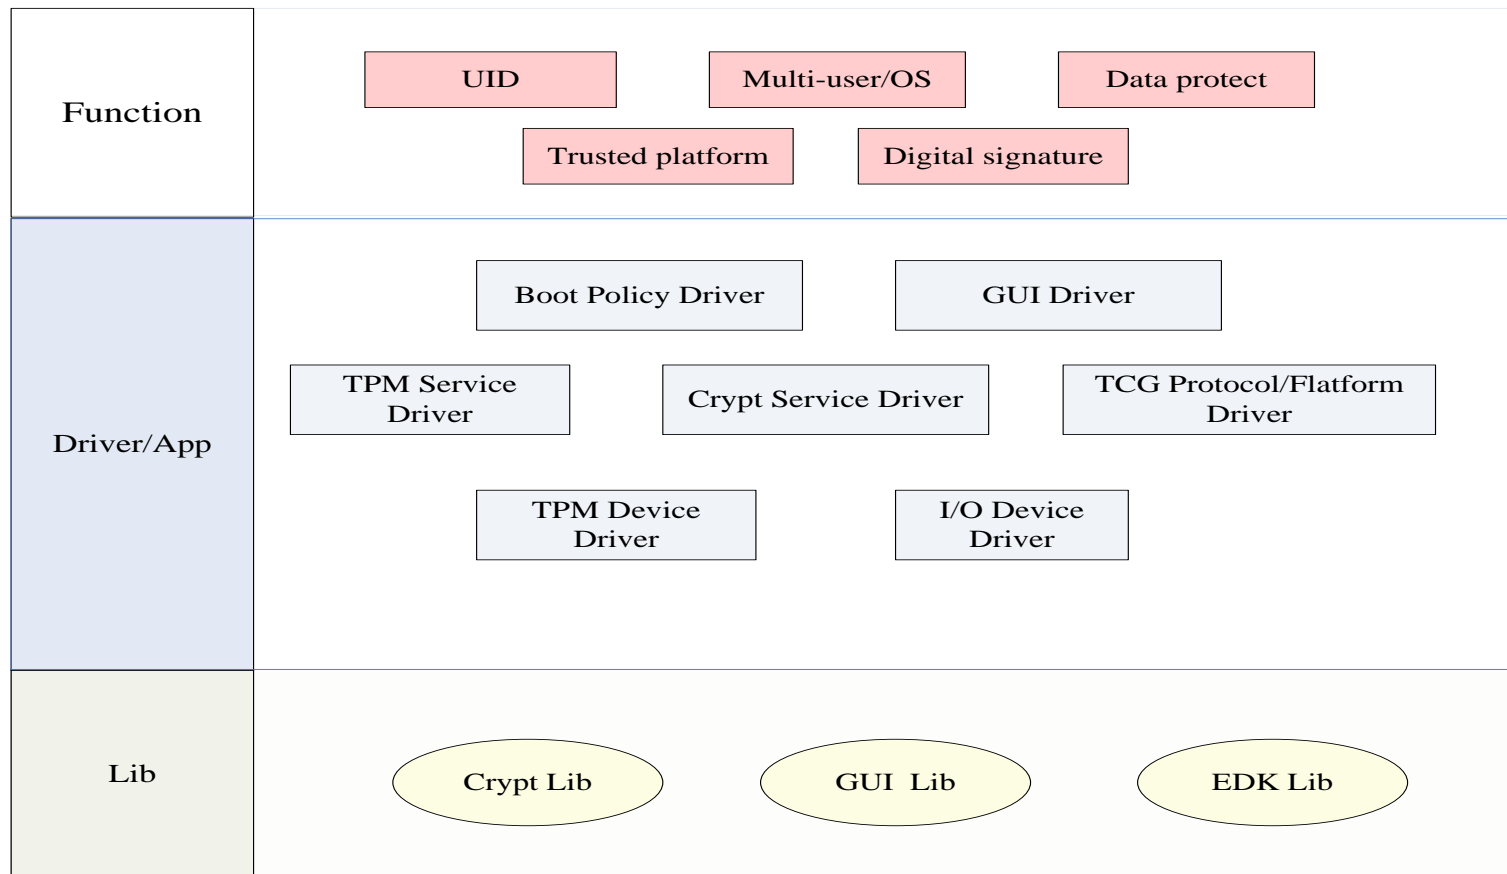 Function
UID
Multi-user/OS
Data protect
Trusted platform
Digital signature
Driver/App
Boot Policy Driver
GUI Driver
TPM Service
Driver
Crypt Service Driver
TCG Protocol/Flatform
Driver
TPM Device
Driver
I/O Device
Driver
Lib
Crypt Lib
GUI  Lib
EDK Lib